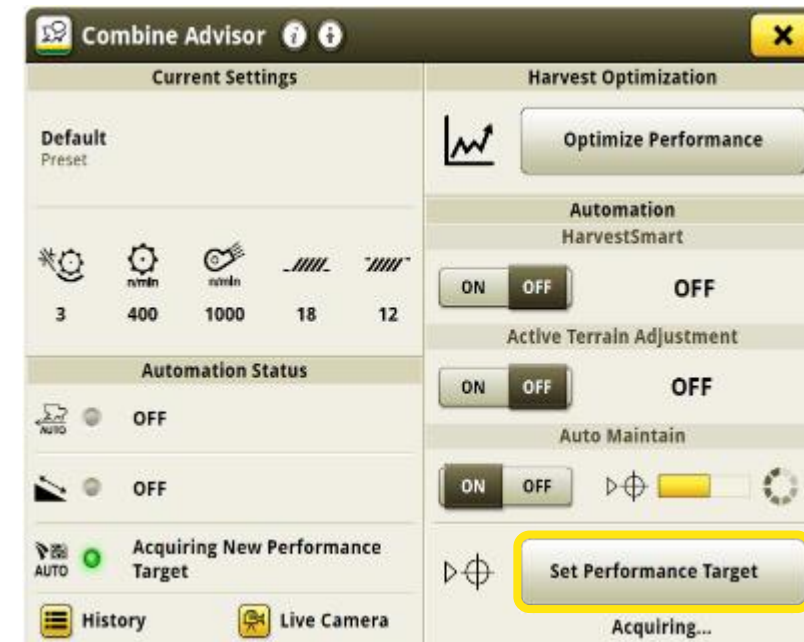 Combine Advisor
Current Settings
Default
Preset
n/min
n/min
3
400
1000
18
12
Automation Status
AUTO
OFF
OFF
AUTO
Acquiring New Performance
Target
History
Live Camera
Harvest Optimization
Optimize Performance
Automation
HarvestSmart
ON
OFF
OFF
Active Terrain Adjustment
ON
OFF
OFF
Auto Maintain
ON
OFF
Set Performance Target
Acquiring...